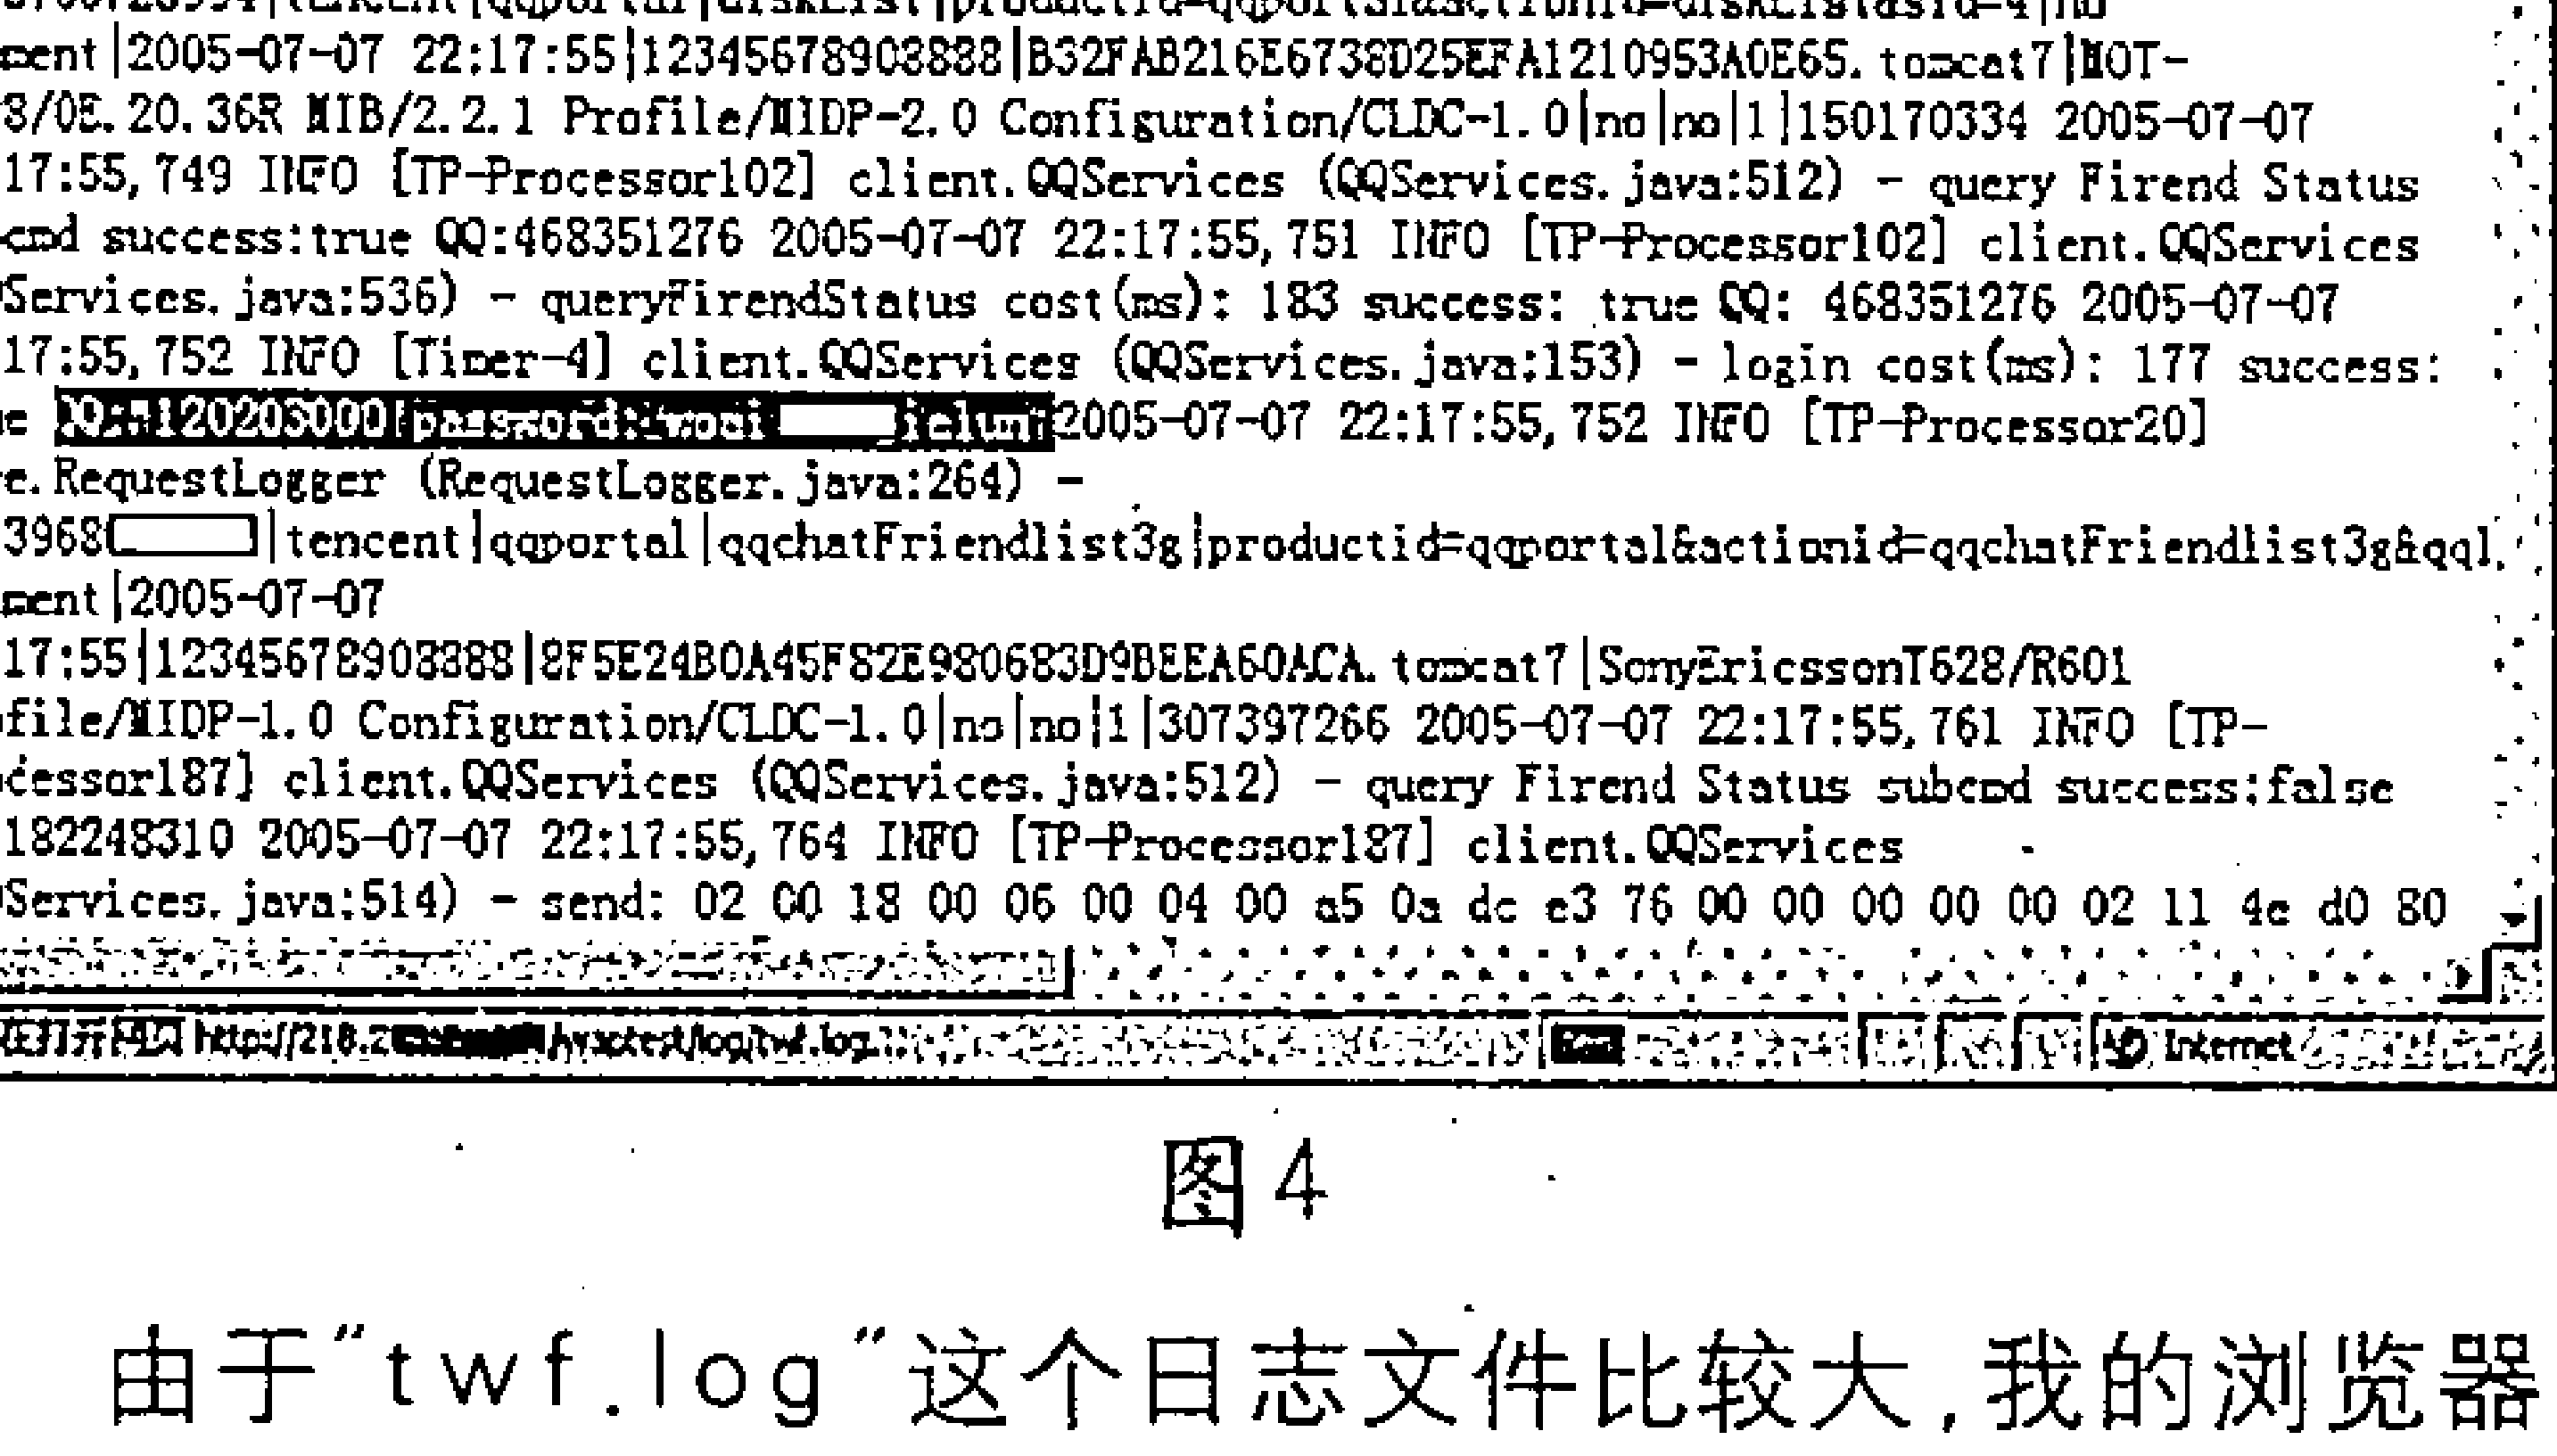 ment|2005-07-07 22:17:55|12345678908888|B32FAB216E6738D25EFA1210953A0E65.tomcat7|MOT-
8/0E.20.36R MIB/2.2.1 Profile/MIDP-2.0 Configuration/CLDC-1.0|no|no|1|150170334 2005-07-07
17:55,749 INFO [TP-Processor102] client.QQServices (QQServices.java:512) - query Firend Status
cmd success:true QQ:468351276 2005-07-07 22:17:55,751 INFO [TP-Processor102] client.QQServices
Services.java:536) - queryFirendStatus cost(ms): 183 success: true QQ: 468351276 2005-07-07
17:55,752 INFO [Timer-4] client.QQServices (QQServices.java:153) - login cost(ms): 177 success:
2005-07-07 22:17:55,752 INFO [TP-Processor20]
e.RequestLogger (RequestLogger.java:264) -
3968 |tencent|qqportal|qqchatFriendlist3g|productid=qqportal&actionid=qqchatFriendlist3g&qql
ment|2005-07-07
17:55|12345678908888|8F5E24B0A45F82E980683D9BEEA60ACA.tomcat7|SonyEricssonT628/R601
file/MIDP-1.0 Configuration/CLDC-1.0|no|no|1|307397266 2005-07-07 22:17:55,761 INFO [TP-
cessor187] client.QQServices (QQServices.java:512) - query Firend Status subcmd success:false
182248310 2005-07-07 22:17:55,764 INFO [TP-Processor187] client.QQServices
Services.java:514) - send: 02 00 18 00 06 00 04 00 a5 0a dc e3 76 00 00 00 00 00 02 11 4e d0 80
Internet
图4
由于"twf.log"这个日志文件比较大,我的浏览器